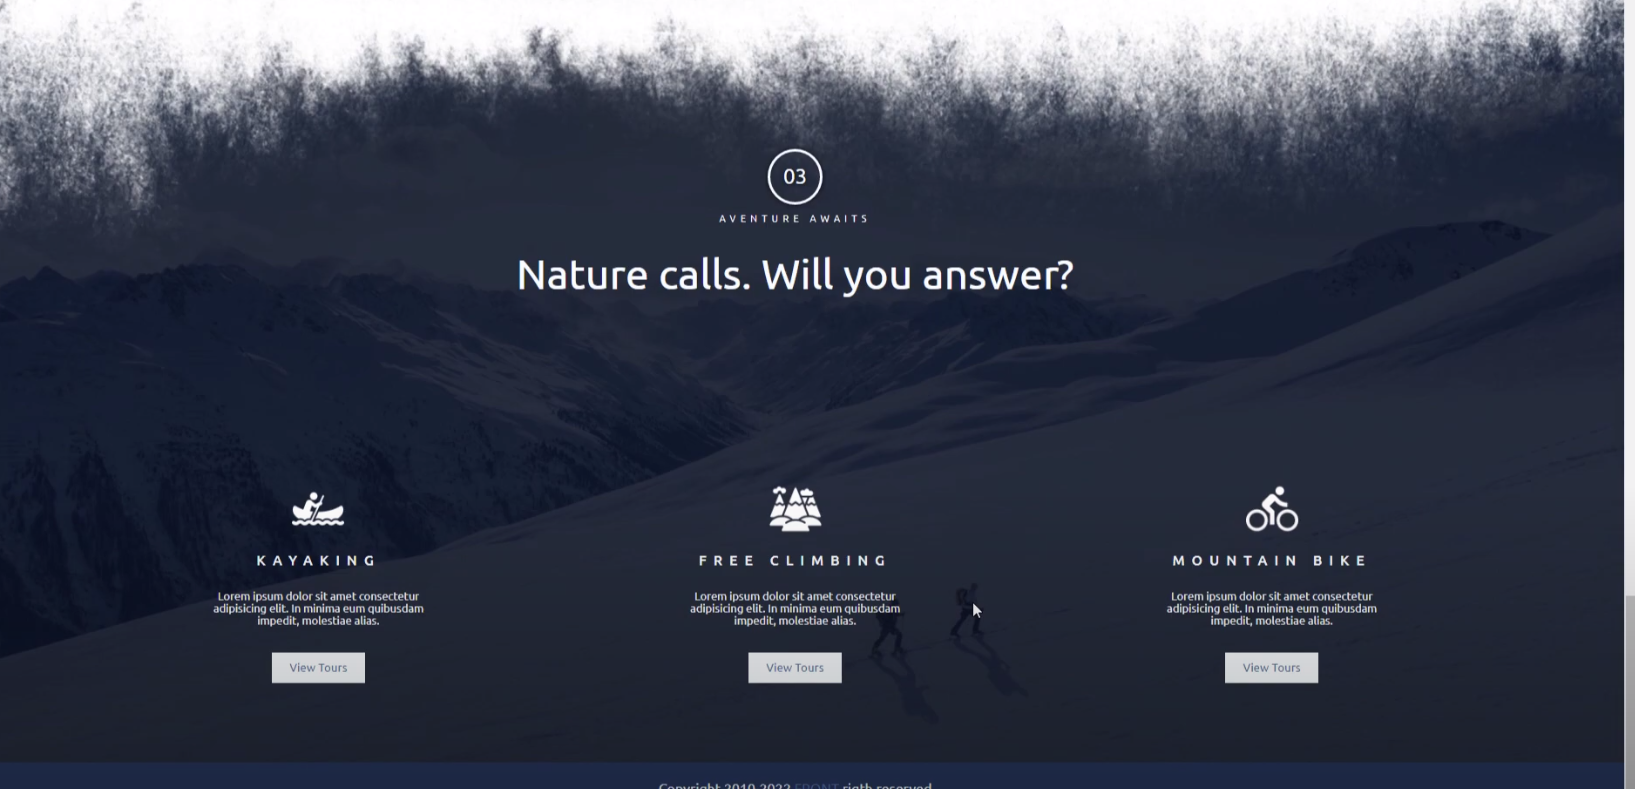 03
AVENTURE AWAITS
Nature calls. Will you answer?
KAYAKING
Lorem ipsum dolor sit amet consectetur
adipisicing elit. In minima eum quibusdam
impedit, molestiae alias.
View Tours
FREE CLIMBING
Lorem ipsum dolor sit amet consectetur
adipisicing elit. In minima eum quibusdam
impedit, molestiae alias.
View Tours
MOUNTAIN BIKE
Lorem ipsum dolor sit amet consectetur
adipisicing elit. In minima eum quibusdam
impedit, molestiae alias.
View Tours
Copyright 2010-2022 FRONT rigth reserved